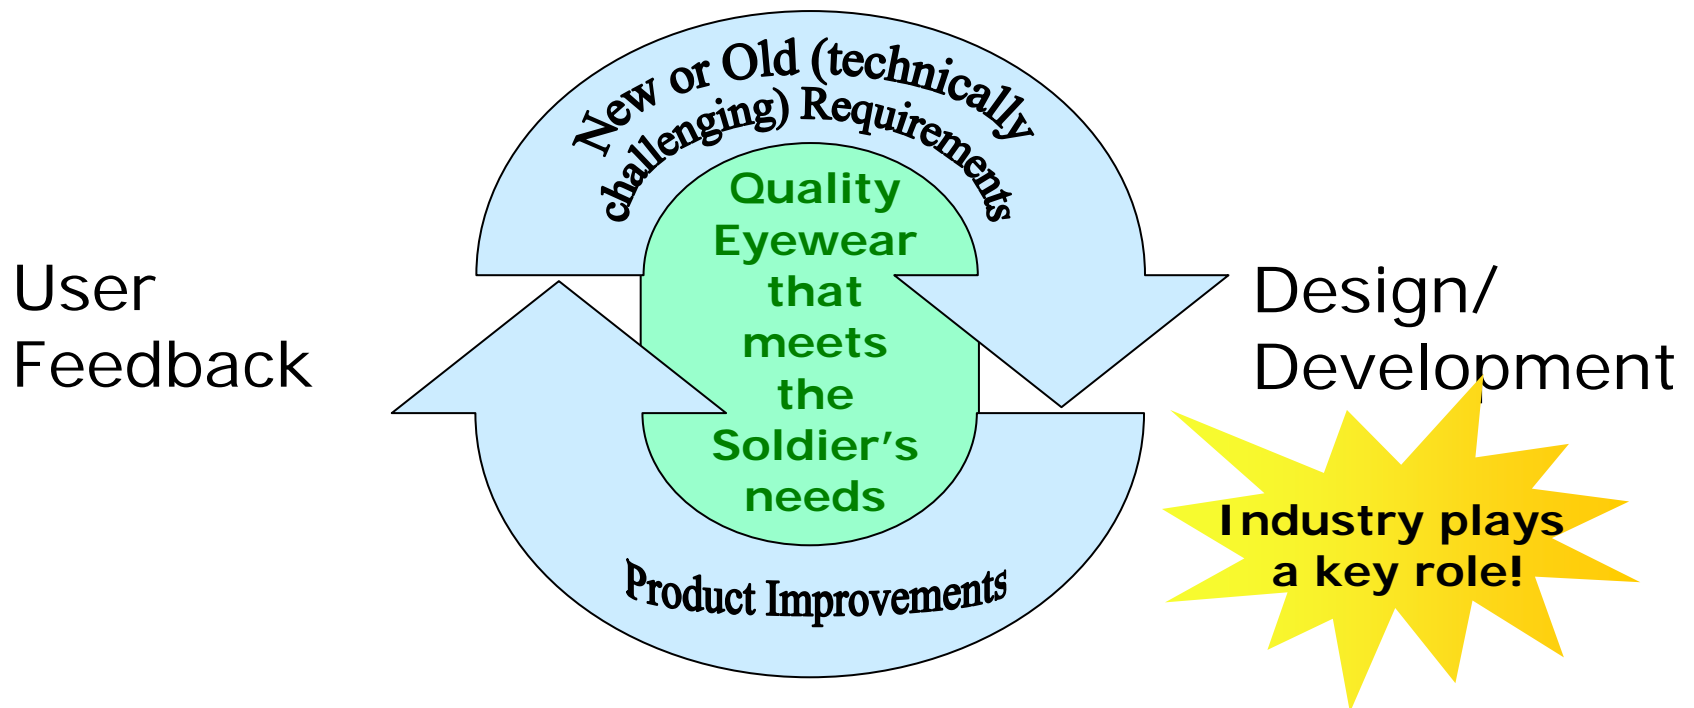 New or Old (technically
challenging) Requirements
User
Feedback
Quality
Eyewear
that
meets
the
Soldier's
needs
Design/
Development
Industry plays
a key role!
Product Improvements